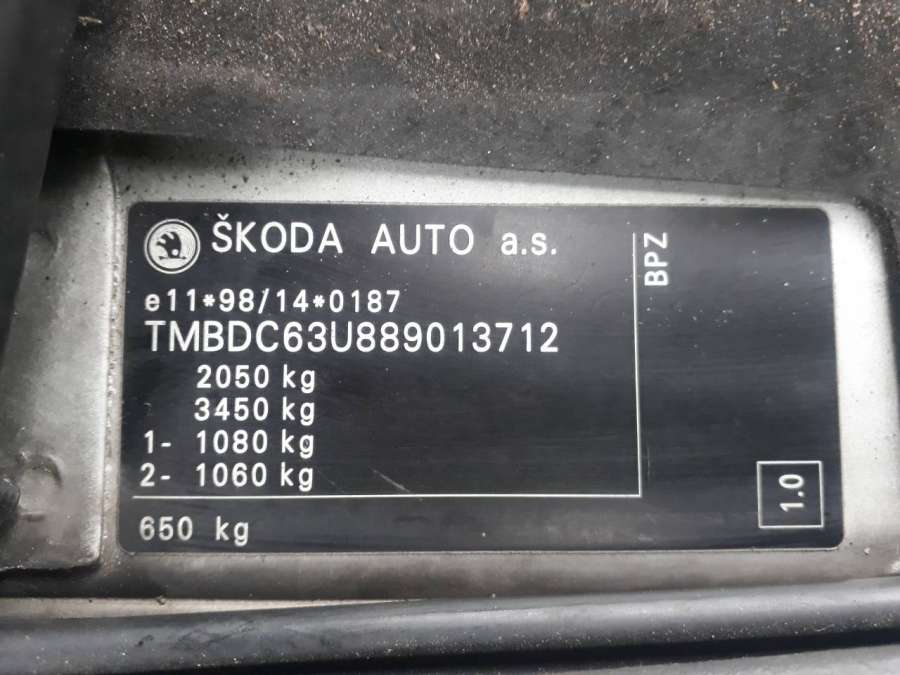 ŠKODA AUTO a.s.
e11*98/14*0187
TMBDC63U889013712
2050 kg
3450 kg
1- 1080 kg
2- 1060 kg
650 kg
BPZ
1.0